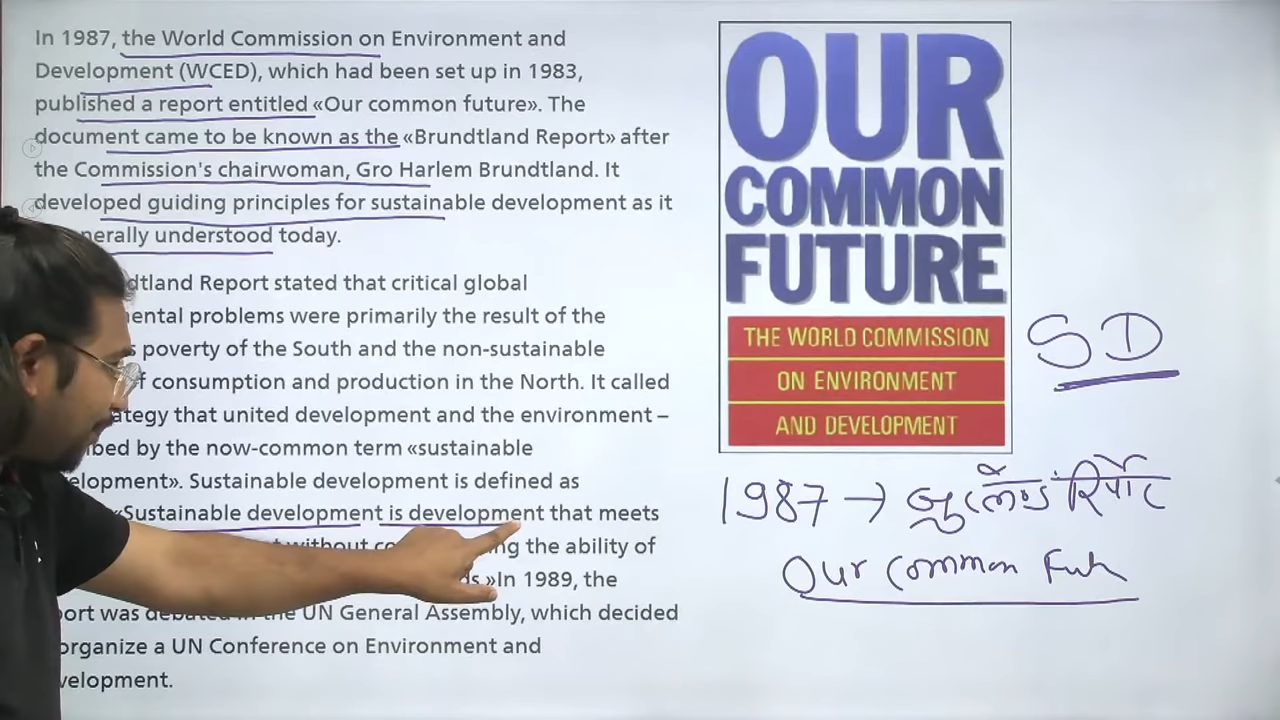 In 1987, the World Commission on Environment and
Development (WCED), which had been set up in 1983,
published a report entitled «Our common future». The
document came to be known as the «Brundtland Report» after
the Commission's chairwoman, Gro Harlem Brundtland. It
developed guiding principles for sustainable development as it
nerally understood today.
dtland Report stated that critical global
ental problems were primarily the result of the
s poverty of the South and the non-sustainable
f consumption and production in the North. It called
ategy that united development and the environment –
ibed by the now-common term «sustainable
elopment». Sustainable development is defined as
«Sustainable development is development that meets
without co ng the ability of
ds.»In 1989, the
port was debated in the UN General Assembly, which decided
organize a UN Conference on Environment and
velopment.
OUR
COMMON
FUTURE
THE WORLD COMMISSION
ON ENVIRONMENT
AND DEVELOPMENT
SD
1987 →
Our Common